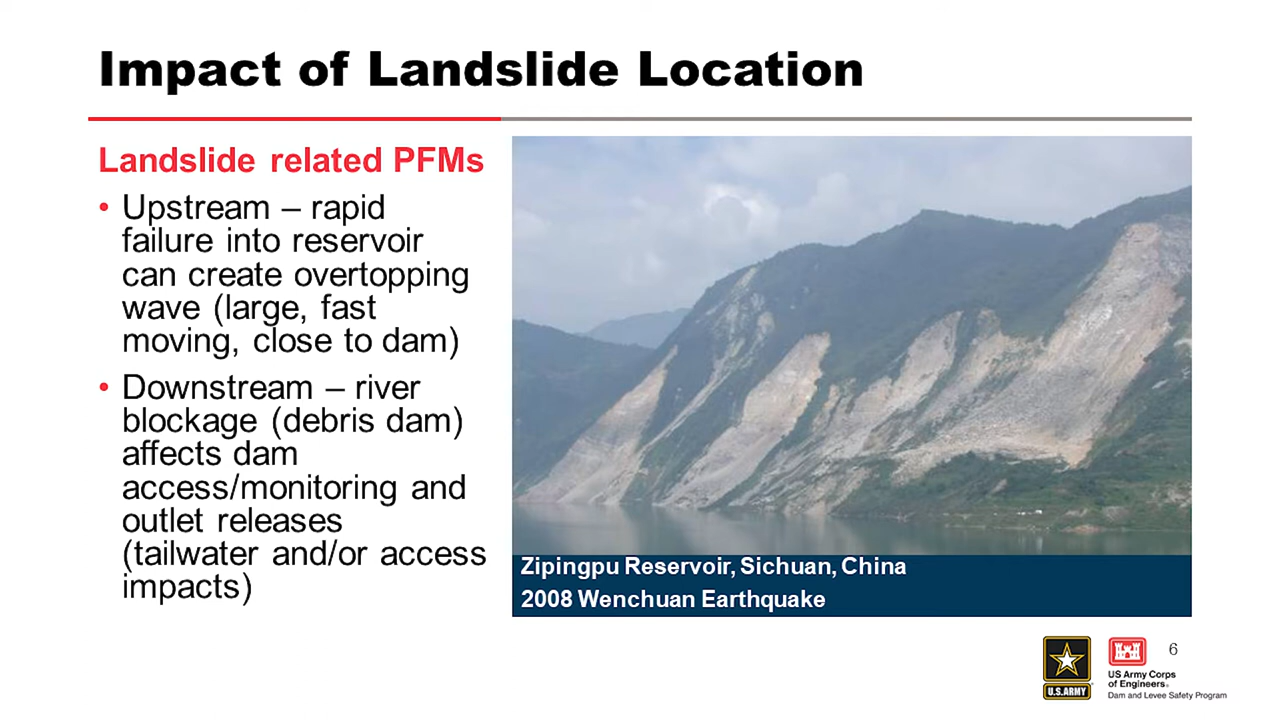 Impact of Landslide Location
Landslide related PFMs
• Upstream – rapid
failure into reservoir
can create overtopping
wave (large, fast
moving, close to dam)
• Downstream – river
blockage (debris dam)
affects dam
access/monitoring and
outlet releases
(tailwater and/or access
impacts)
Zipingpu Reservoir, Sichuan, China
2008 Wenchuan Earthquake
6
U.S.ARMY
US Army Corps
of Engineers®
Dam and Levee Safety Program